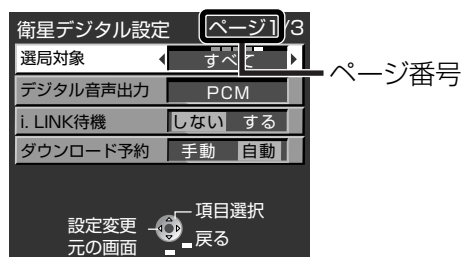 衛星デジタル設定 ページ1/3
選局対象 すべて
ページ番号
デジタル音声出力 PCM
i. LINK待機 しない する
ダウンロード予約 手動 自動
項目選択
設定変更
戻る
元の画面